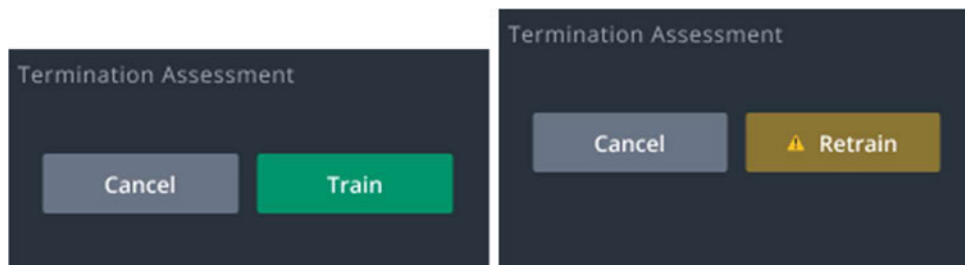 Termination Assessment
Cancel
Train
Termination Assessment
Cancel
Retrain